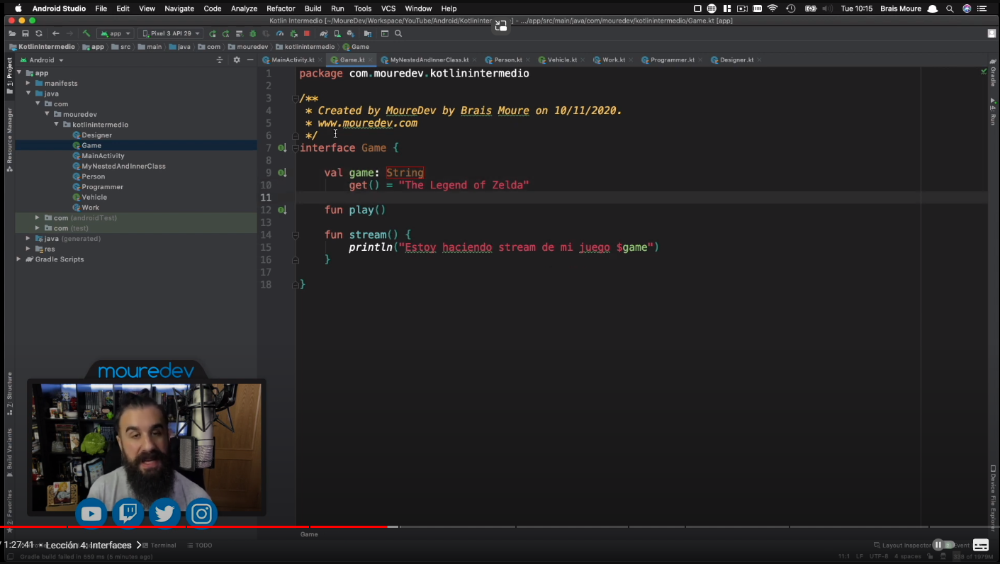 Android Studio File Edit View Navigate Code Analyze Refactor Build Run Tools VCS Window Help Tue 10:15 Brais Moure
Kotlin Intermedio [~/MoureDev/Workspace/YouTube/Android/KotlinInter ] - .../app/src/main/java/com/mouredev/kotlinintermedio/Game.kt [app]
app Pixel 3 API 29
KotlinIntermedio app src main java com mouredev kotlinintermedio Game
Android MainActivity.kt Game.kt MyNestedAndInnerClass.kt Person.kt Vehicle.kt Work.kt Programmer.kt Designer.kt
1: Project
Resource Manager
7: Structure
Build Variants
2: Favorites
app
manifests
java
com
mouredev
kotlinintermedio
Designer
Game
MainActivity
MyNestedAndInnerClass
Person
Programmer
Vehicle
Work
com (androidTest)
com (test)
java (generated)
res
Gradle Scripts
1 package com.mouredev.kotlinintermedio
2
3 /**
4 * Created by MoureDev by Brais Moure on 10/11/2020.
5 * www.mouredev.com
6 */
7 interface Game {
8
9 val game: String
10 get() = "The Legend of Zelda"
11
12 fun play()
13
14 fun stream() {
15 println("Estoy haciendo stream de mi juego $game")
16 }
17
18 }
Gradle
4: Run
Device File Explorer
mouredev
Game
/ 1:27:41 • Lección 4: Interfaces
Terminal TODO Layout Inspector Event
Gradle build failed in 559 ms (5 minutes ago) 11:1 LF UTF-8 4 spaces of 1979M